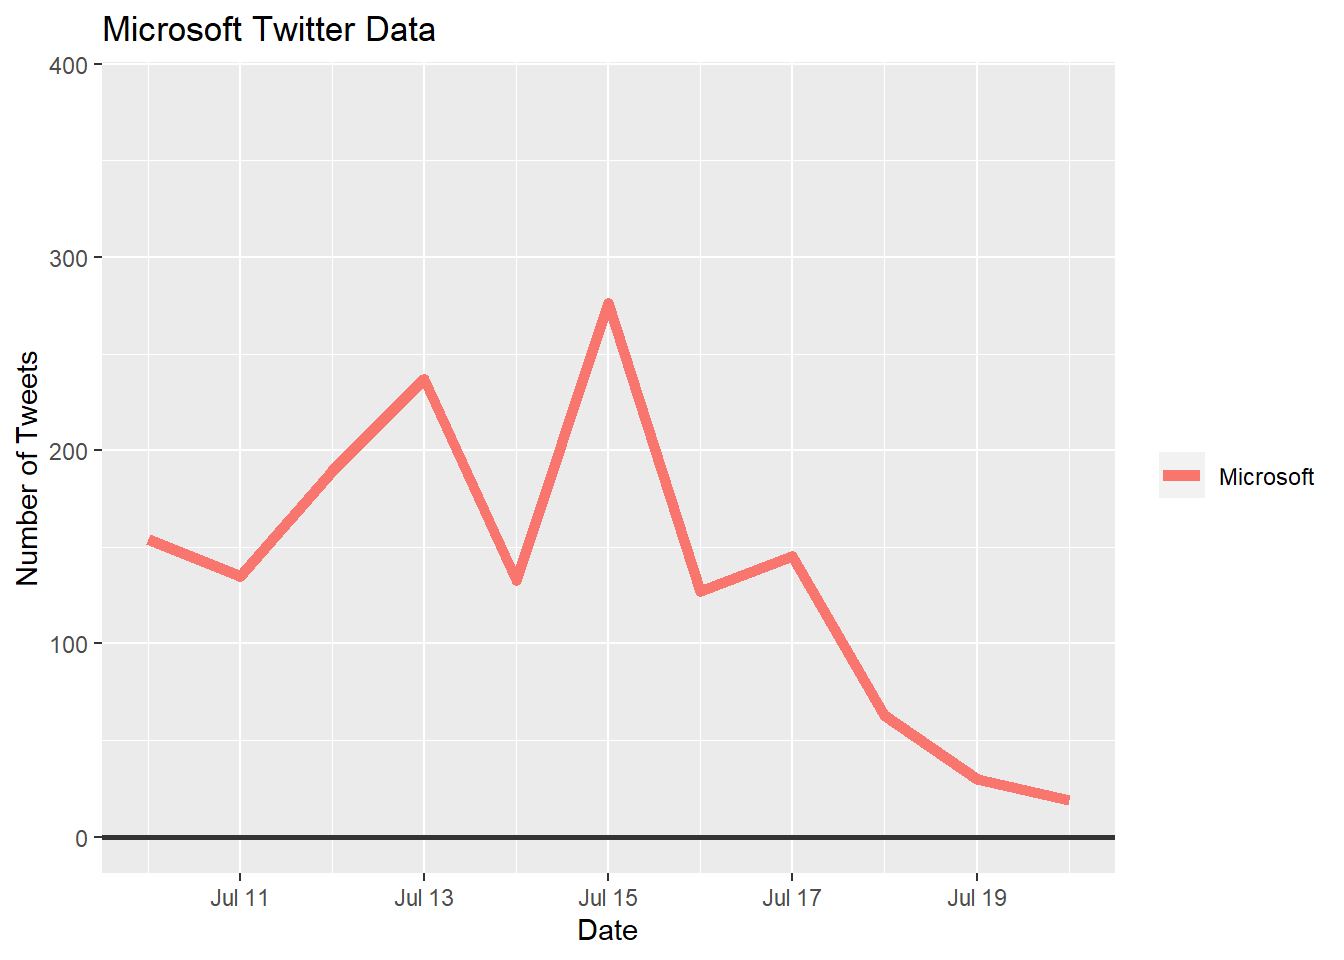 Microsoft Twitter Data
400
300
200
100
0
Number of Tweets
Jul 11
Jul 13
Jul 15
Jul 17
Jul 19
Date
Microsoft